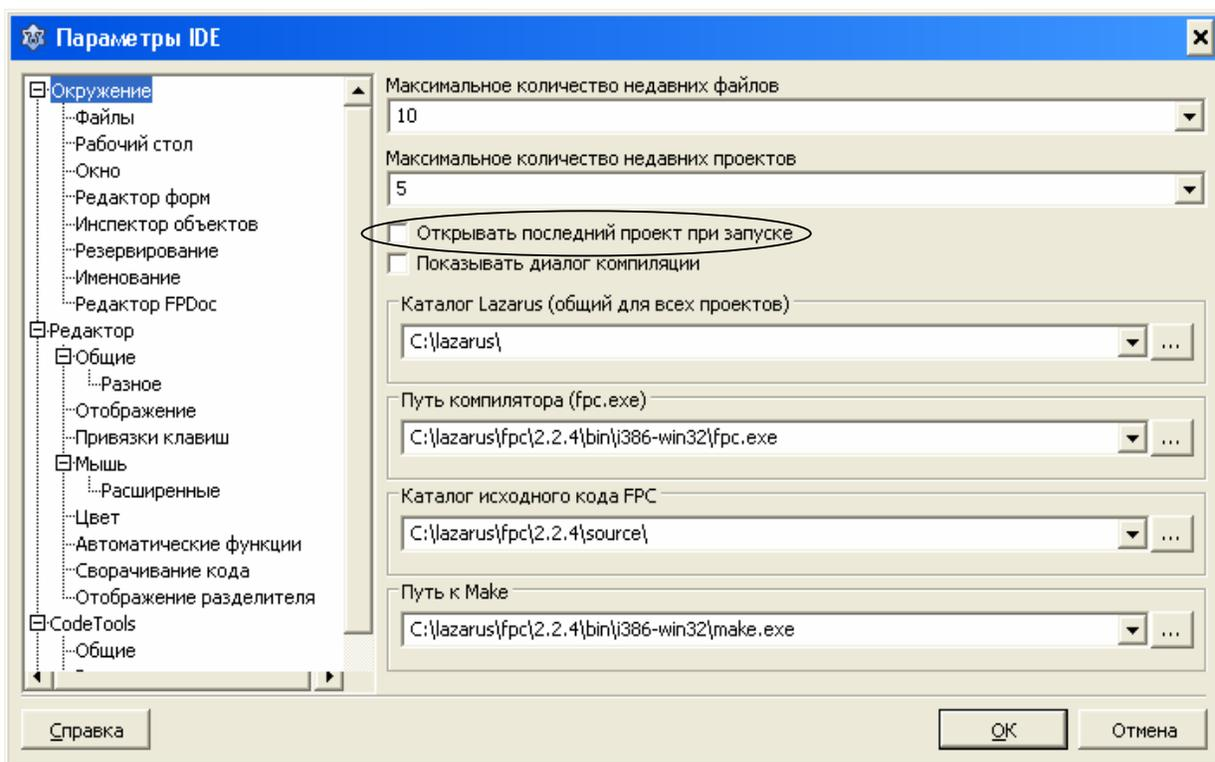 Параметры IDE
Окружение
Файлы
Рабочий стол
Окно
Редактор форм
Инспектор объектов
Резервирование
Именование
Редактор FPDoc
Редактор
Общие
Разное
Отображение
Привязки клавиш
Мышь
Расширенные
Цвет
Автоматические функции
Сворачивание кода
Отображение разделителя
CodeTools
Общие
Максимальное количество недавних файлов
10
Максимальное количество недавних проектов
5
Открывать последний проект при запуске
Показывать диалог компиляции
Каталог Lazarus (общий для всех проектов)
C:\lazarus\
...
Путь компилятора (fpc.exe)
C:\lazarus\fpc\2.2.4\bin\i386-win32\fpc.exe
...
Каталог исходного кода FPC
C:\lazarus\fpc\2.2.4\source\
...
Путь к Make
C:\lazarus\fpc\2.2.4\bin\i386-win32\make.exe
...
Справка
OK
Отмена